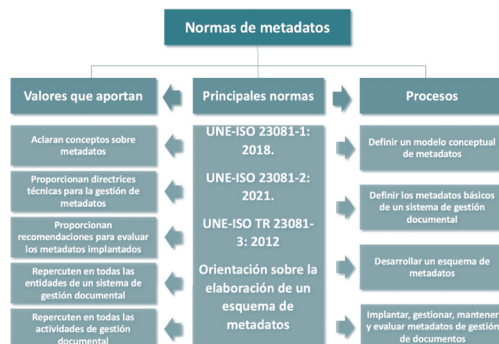 Normas de metadatos
Valores que aportan
Principales normas
Procesos
Aclaran conceptos sobre
metadatos
Proporcionan directrices
técnicas para la gestión de
metadatos
Proporcionan
recomendaciones para evaluar
los metadatos implantados
Repercuten en todas las
entidades de un sistema de
gestión documental
Repercuten en todas las
actividades de gestión
documental
UNE-ISO 23081-1:
2018.
UNE-ISO 23081-2:
2021.
UNE-ISO TR 23081-
3: 2012
Orientación sobre la
elaboración de un
esquema de
metadatos
Definir un modelo conceptual
de metadatos
Definir los metadatos básicos
de un sistema de gestión
documental
Desarrollar un esquema de
metadatos
Implantar, gestionar, mantener
y evaluar metadatos de gestión
de documentos